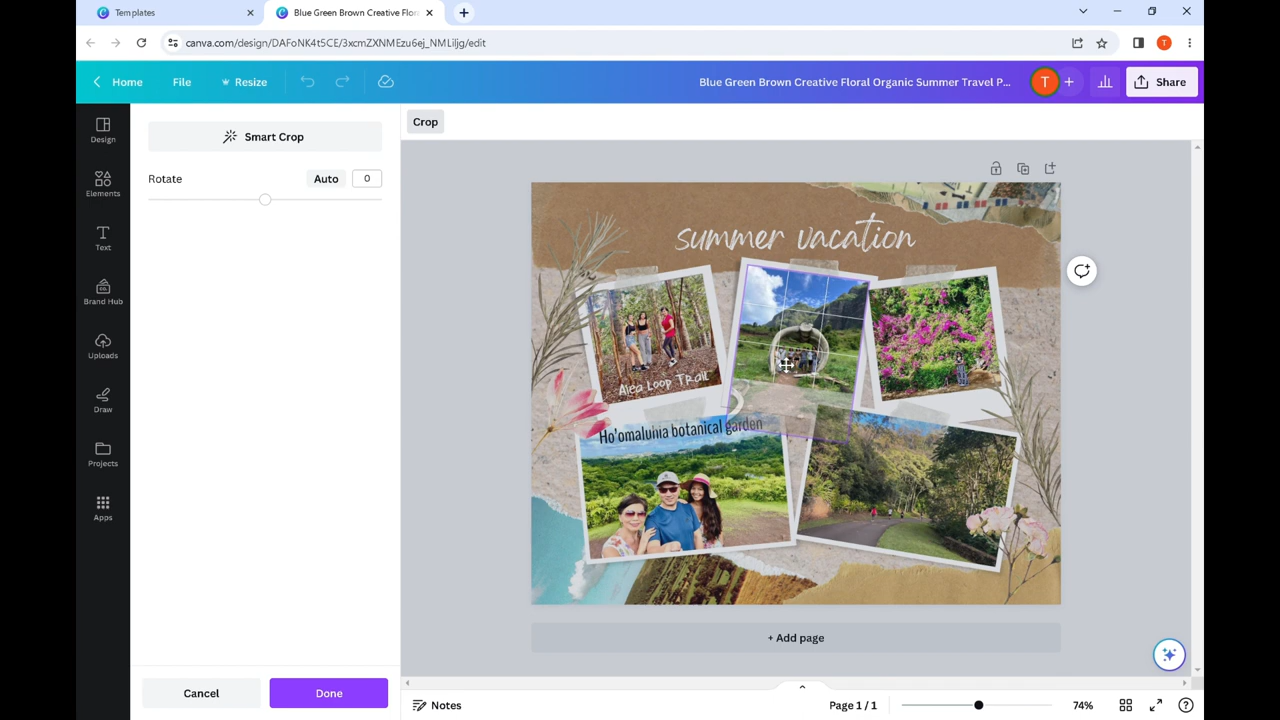 Templates
Blue Green Brown Creative Flor
canva.com/design/DAFoNK4t5CE/3xcmZXNMEzu6ej_NMLiljg/edit
T
Home
File
Resize
Blue Green Brown Creative Floral Organic Summer Travel P...
T
+
Share
Design
Elements
Text
Brand Hub
Uploads
Draw
Projects
Apps
Smart Crop
Rotate
Auto
0
Crop
summer vacation
Aiea Loop Trail
Ho'omaluhia botanical garden
+ Add page
Cancel
Done
Notes
Page 1 / 1
74%